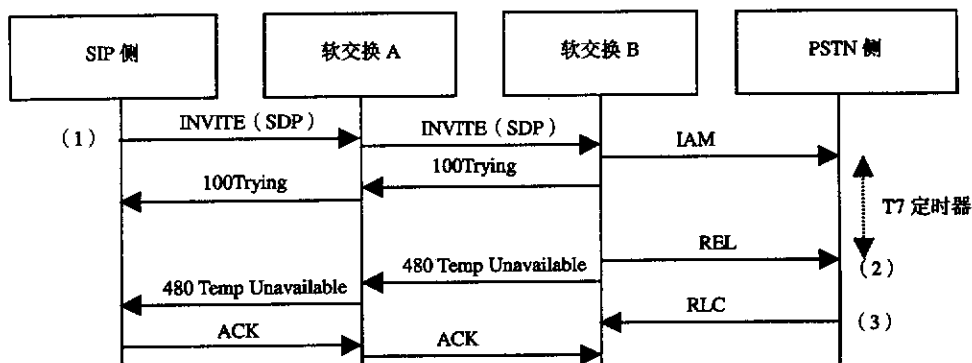 SIP 侧
软交换 A
软交换 B
PSTN 侧
(1)
INVITE(SDP)
INVITE(SDP)
IAM
100Trying
100Trying
T7 定时器
REL
480 Temp Unavailable
(2)
480 Temp Unavailable
RLC
(3)
ACK
ACK